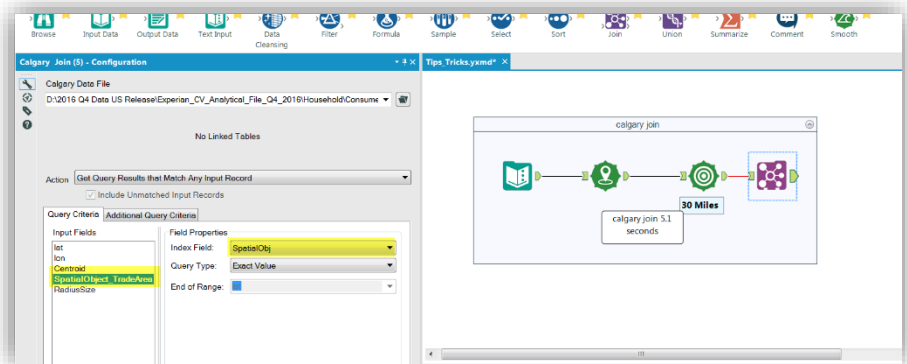 Browse Input Data Output Data Text Input Data Cleansing Filter Formula Sample Select Sort Join Union Summarize Comment Smooth
Calgary Join (5) - Configuration
Tips_Tricks.yxmd* X
Calgary Data File
D:\2016 Q4 Data US Release\Experian_CV_Analytical_File_Q4_2016\Household\Consume
No Linked Tables
Action Get Query Results that Match Any Input Record
Include Unmatched Input Records
Query Criteria Additional Query Criteria
Input Fields
lat
lon
Centroid
SpatialObject_TradeArea
RadiusSize
Field Properties
Index Field: SpatialObj
Query Type: Exact Value
End of Range:
calgary join
30 Miles
calgary join 5.1
seconds